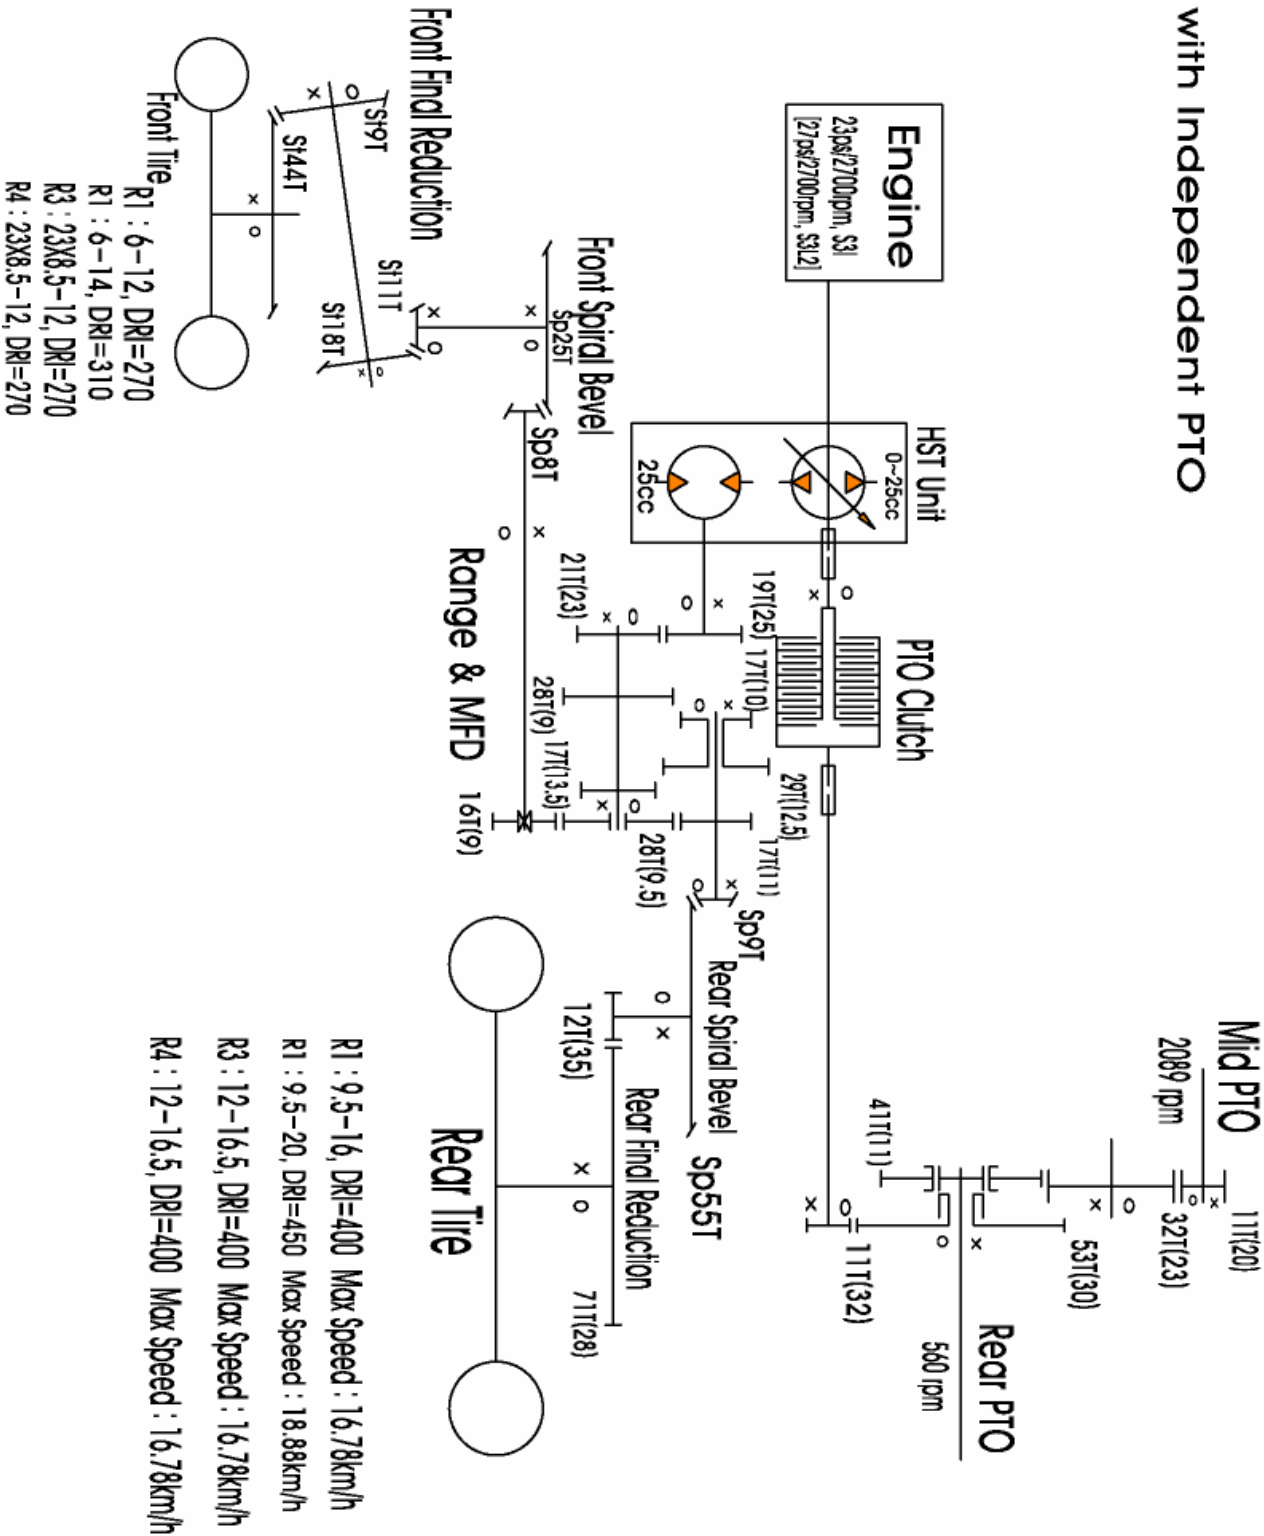 with Independent PTO
Engine
23ps/2700rpm, S3I
[27ps/2700rpm, S3L2]
HST Unit
0~25cc
25cc
PTO Clutch
19T(25)
17T(10)
29T(12.5)
17T(11)
21T(23)
28T(9)
17T(13.5)
28T(9.5)
16T(9)
Range & MFD
Sp9T
Rear Spiral Bevel
Sp55T
12T(35)
Rear Final Reduction
71T(28)
Rear Tire
R1 : 9.5-16, DRI=400 Max Speed : 16.78km/h
R1 : 9.5-20, DRI=450 Max Speed : 18.88km/h
R3 : 12-16.5, DRI=400 Max Speed : 16.78km/h
R4 : 12-16.5, DRI=400 Max Speed : 16.78km/h
Mid PTO
2089 rpm
11T(20)
32T(23)
53T(30)
41T(11)
11T(32)
Rear PTO
560 rpm
Front Spiral Bevel
Sp25T
Sp8T
Front Final Reduction
St9T
St44T
St11T
St18T
Front Tire
R1 : 6-12, DRI=270
R1 : 6-14, DRI=310
R3 : 23X8.5-12, DRI=270
R4 : 23X8.5-12, DRI=270